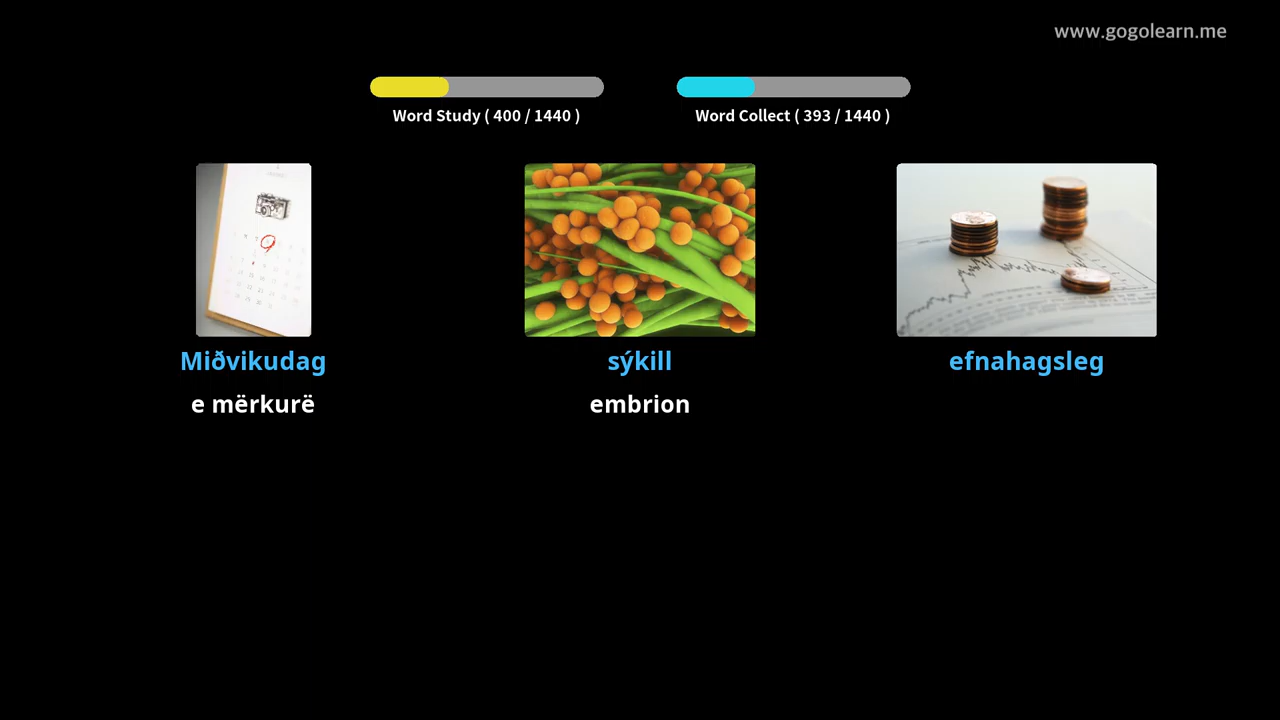 www.gogolearn.me
Word Study ( 400 / 1440 )
Word Collect ( 393 / 1440 )
Miðvikudag
sýkill
efnahagsleg
e mërkurë
embrion